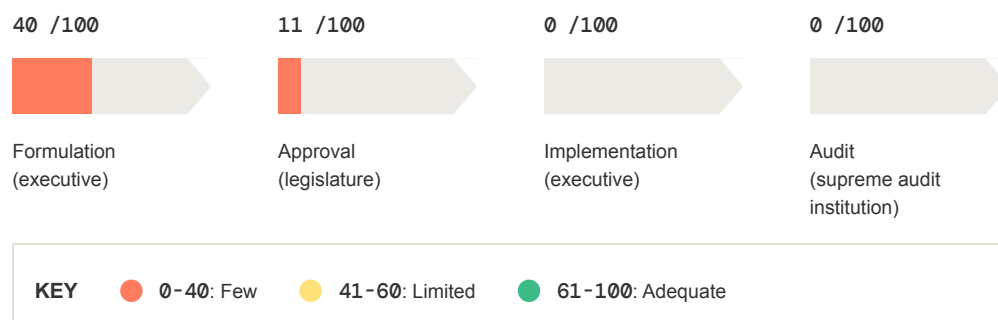 40 /100
11 /100
0 /100
0 /100
Formulation
(executive)
Approval
(legislature)
Implementation
(executive)
Audit
(supreme audit
institution)
KEY
0-40: Few
41-60: Limited
61-100: Adequate